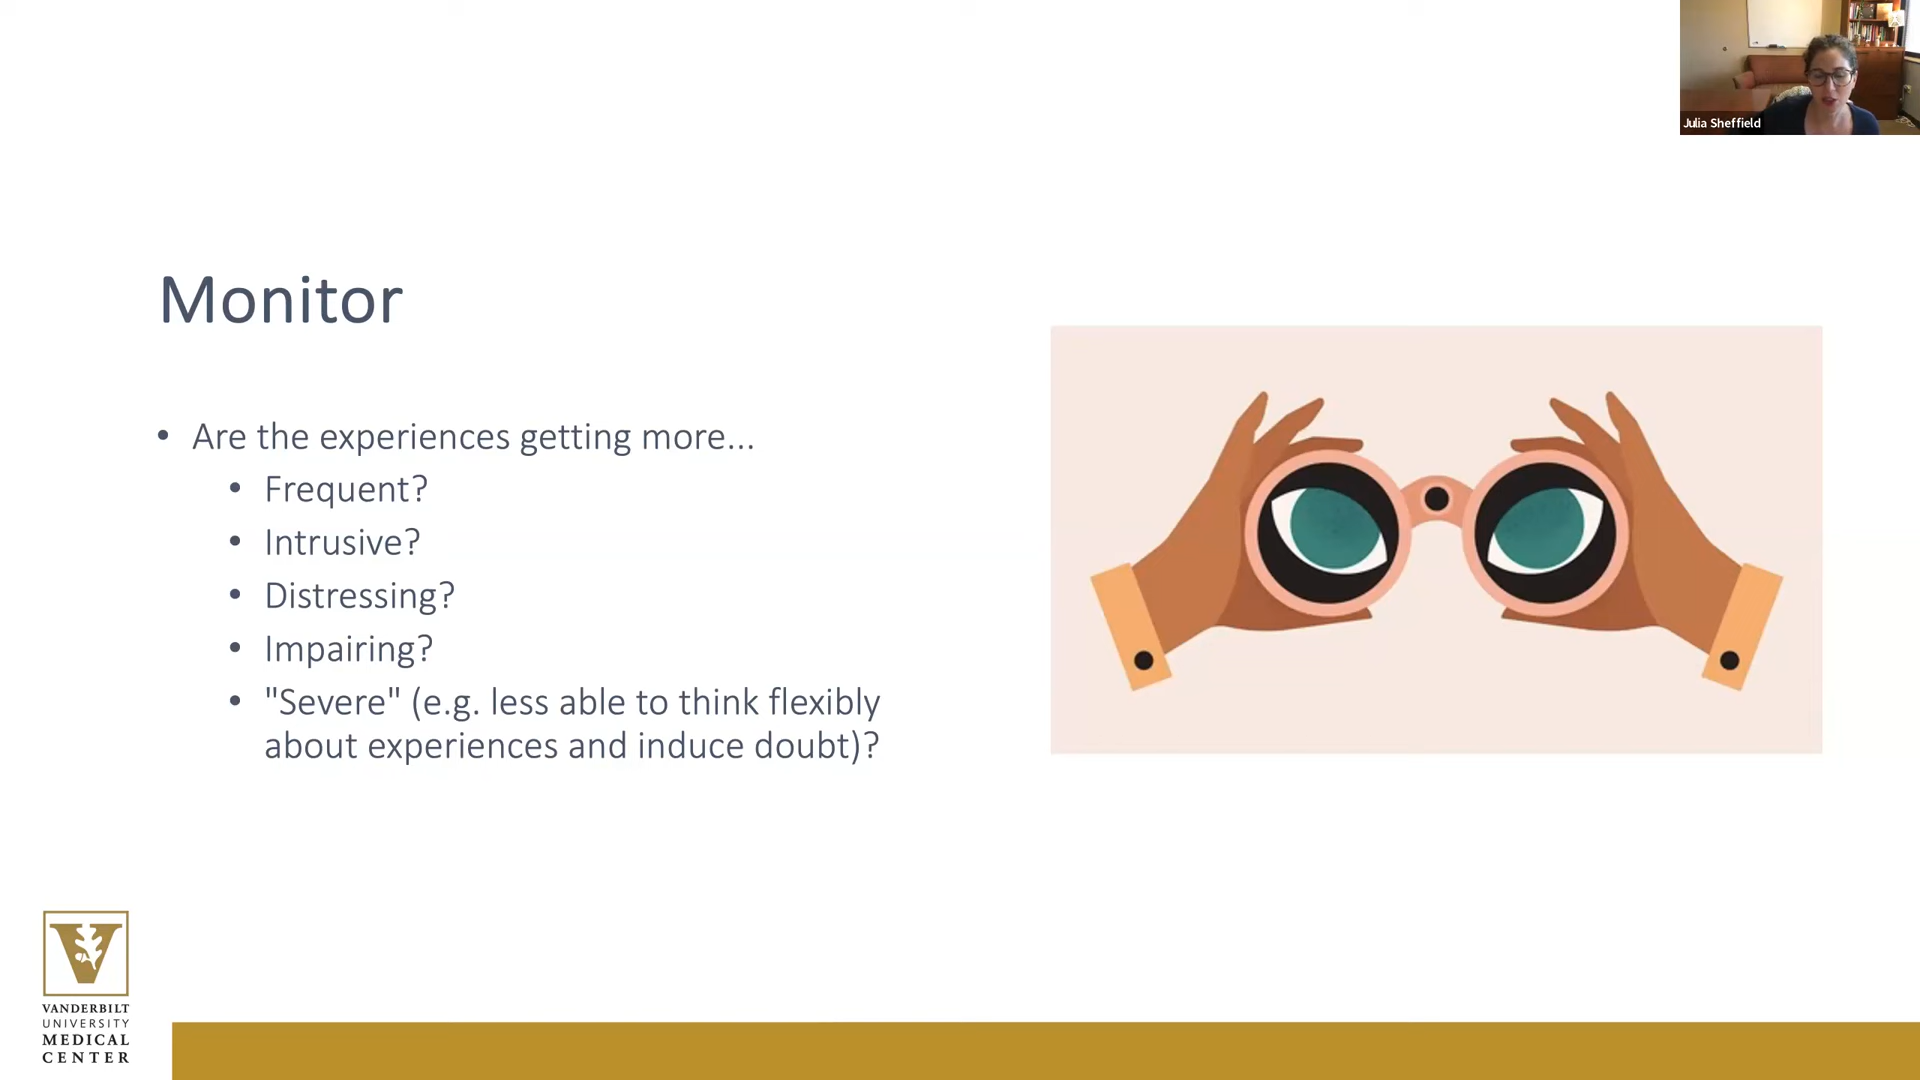 Julia Sheffield
Monitor
• Are the experiences getting more...
• Frequent?
• Intrusive?
• Distressing?
• Impairing?
• "Severe" (e.g. less able to think flexibly
about experiences and induce doubt)?
V
VANDERBILT
UNIVERSITY
MEDICAL
CENTER